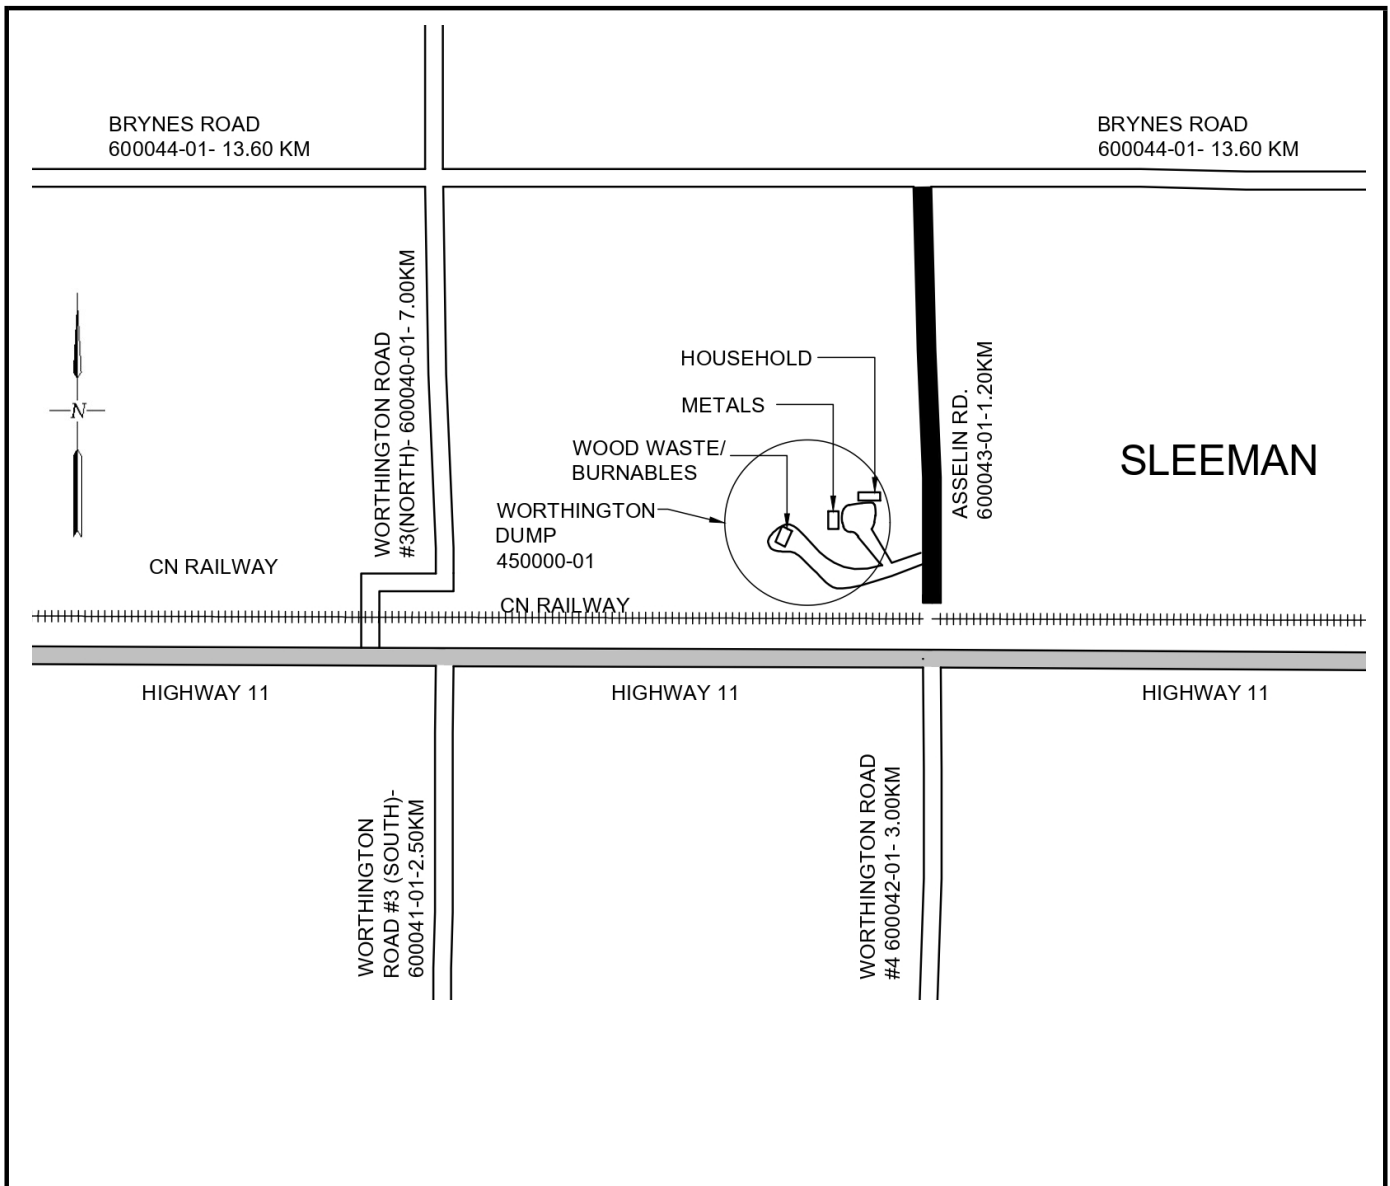 BRYNES ROAD
600044-01- 13.60 KM
BRYNES ROAD
600044-01- 13.60 KM
WORTHINGTON ROAD
#3(NORTH)- 600040-01- 7.00KM
N
HOUSEHOLD
METALS
WOOD WASTE/
BURNABLES
WORTHINGTON
DUMP
450000-01
ASSELIN RD.
600043-01-1.20KM
SLEEMAN
CN RAILWAY
CN RAILWAY
HIGHWAY 11
HIGHWAY 11
HIGHWAY 11
WORTHINGTON
ROAD #3 (SOUTH)-
600041-01-2.50KM
WORTHINGTON ROAD
#4 600042-01- 3.00KM